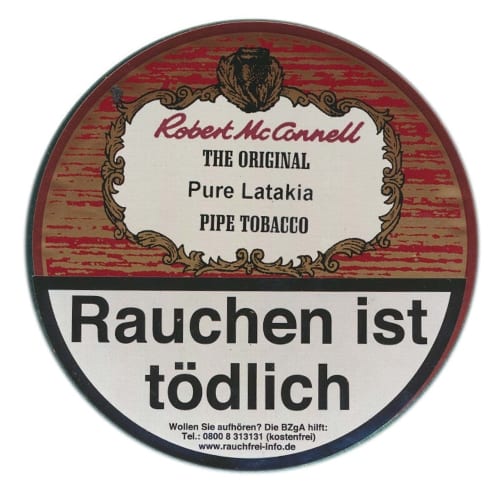 Robert McConnell
THE ORIGINAL
Pure Latakia
PIPE TOBACCO
Rauchen ist
tödlich
Wollen Sie aufhören? Die BZgA hilft:
Tel.: 0800 8 313131 (kostenfrei)
www.rauchfrei-info.de